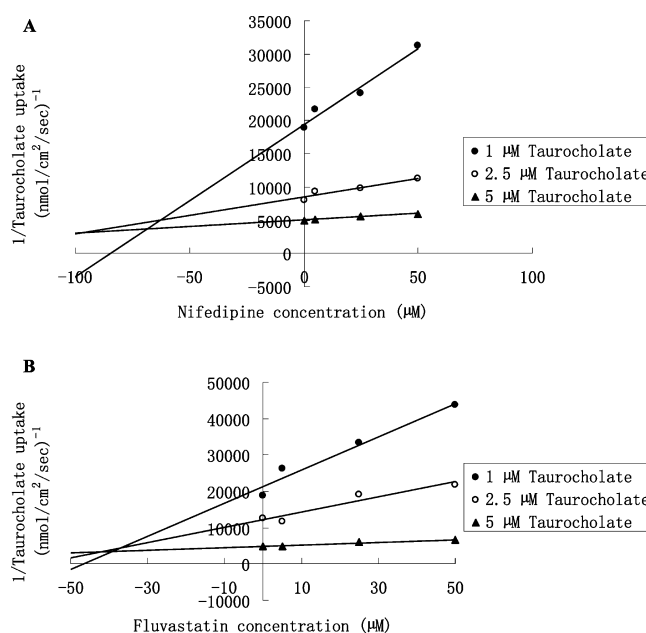 A
35000
30000
25000
20000
15000
10000
5000
0
-5000
-100
-50
0
50
100
1/Taurocholate uptake
(nmol/cm²/sec)⁻¹
Nifedipine concentration (μM)
● 1 μM Taurocholate
○ 2.5 μM Taurocholate
▲ 5 μM Taurocholate
B
50000
40000
30000
20000
10000
0
-10000
-50
-30
-10
10
30
50
1/Taurocholate uptake
(nmol/cm²/sec)⁻¹
Fluvastatin concentration (μM)
● 1 μM Taurocholate
○ 2.5 μM Taurocholate
▲ 5 μM Taurocholate